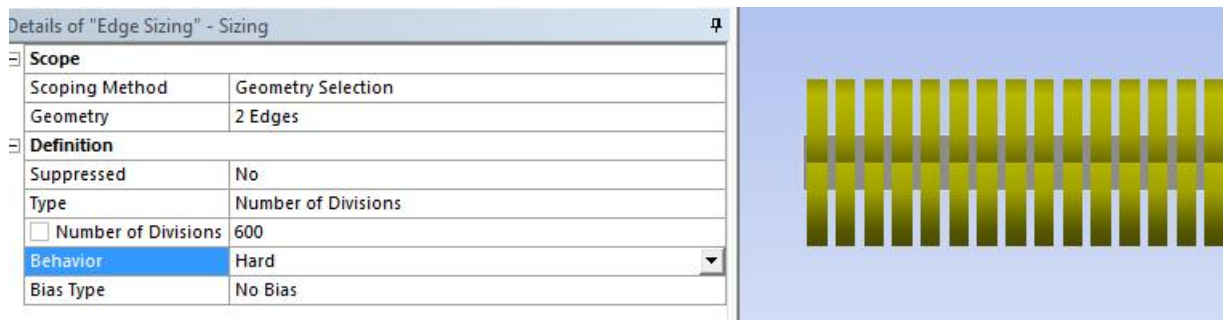 Details of "Edge Sizing" - Sizing
Scope
Scoping Method Geometry Selection
Geometry 2 Edges
Definition
Suppressed No
Type Number of Divisions
Number of Divisions 600
Behavior Hard
Bias Type No Bias